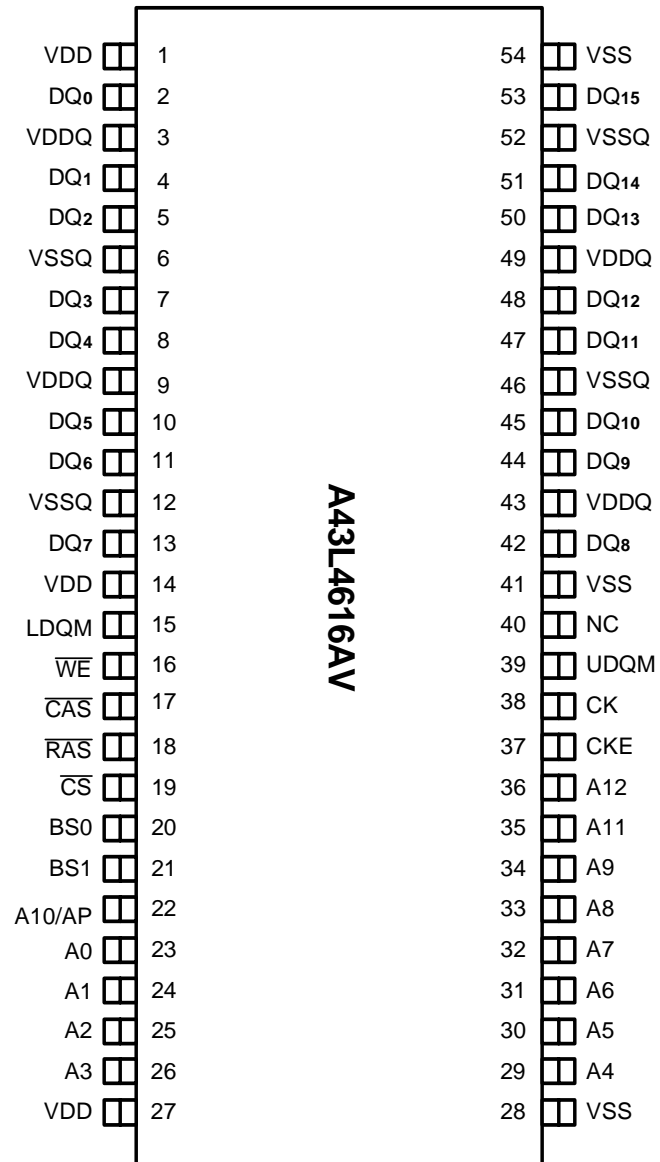 VDD 1 54 VSS
DQ0 2 53 DQ15
VDDQ 3 52 VSSQ
DQ1 4 51 DQ14
DQ2 5 50 DQ13
VSSQ 6 49 VDDQ
DQ3 7 48 DQ12
DQ4 8 47 DQ11
VDDQ 9 46 VSSQ
DQ5 10 45 DQ10
DQ6 11 44 DQ9
VSSQ 12 43 VDDQ
DQ7 13 42 DQ8
VDD 14 41 VSS
LDQM 15 40 NC
W̅E̅ 16 39 UDQM
C̅A̅S̅ 17 38 CK
R̅A̅S̅ 18 37 CKE
C̅S̅ 19 36 A12
BS0 20 35 A11
BS1 21 34 A9
A10/AP 22 33 A8
A0 23 32 A7
A1 24 31 A6
A2 25 30 A5
A3 26 29 A4
VDD 27 28 VSS
A43L4616AV